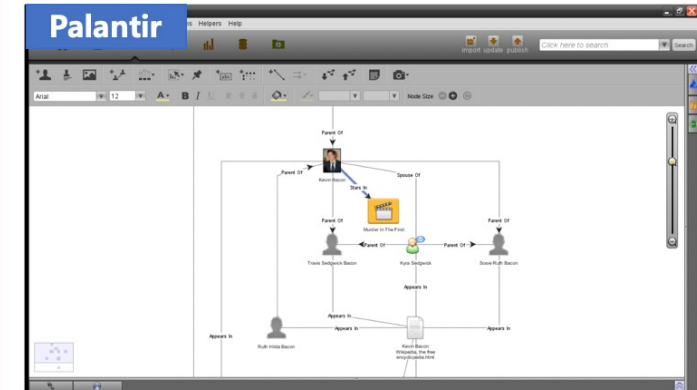 Palantir
ns Helpers Help
import update publish
Click here to search
Search
Arial
12
A
B I U
Node Size
Parent Of
Parent Of
Kevin Bacon
Spouse Of
Stars In
Murder In The First
Parent Of
Parent Of
Parent Of
Parent Of
Travis Sedgwick Bacon
Kyra Sedgwick
Sosie Ruth Bacon
Appears In
Appears In
Appears In
Appears In
Appears In
Ruth Hilda Bacon
Kevin Bacon
Wikipedia, the free
encyclopedia.html